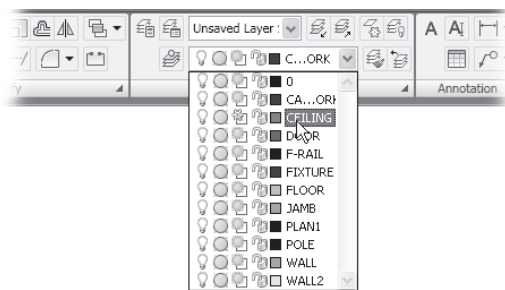 Unsaved Layer
A A
C...ORK
0
Annotation
CA...ORK
CEILING
DOOR
F-RAIL
FIXTURE
FLOOR
JAMB
PLAN1
POLE
WALL
WALL2